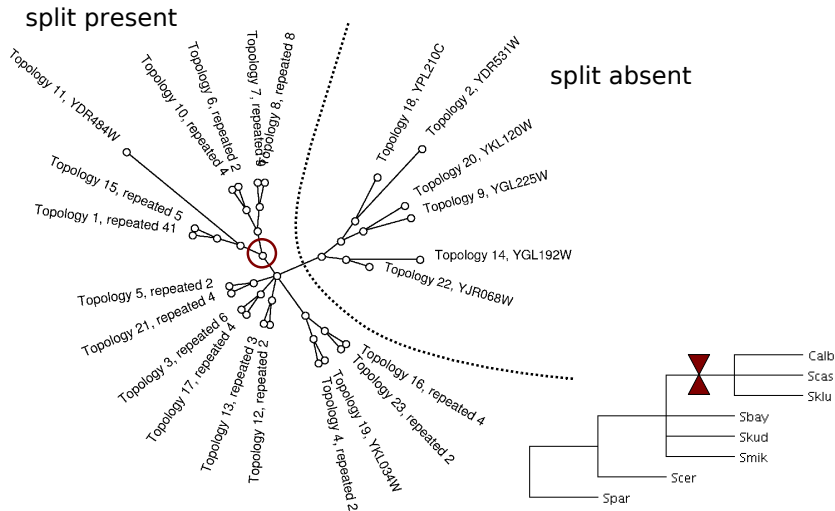 split present
split absent
Topology 11, YDR484W
Topology 10, repeated 4
Topology 6, repeated 2
Topology 7, repeated 6
Topology 8, repeated 8
Topology 18, YPL210C
Topology 2, YDR531W
Topology 20, YKL120W
Topology 9, YGL225W
Topology 15, repeated 5
Topology 1, repeated 41
Topology 14, YGL192W
Topology 22, YJR068W
Topology 5, repeated 2
Topology 21, repeated 4
Topology 3, repeated 6
Topology 17, repeated 4
Topology 13, repeated 3
Topology 12, repeated 2
Topology 16, repeated 4
Topology 23, repeated 2
Topology 19, YKL034W
Topology 4, repeated 2
Calb
Scas
Sklu
Sbay
Skud
Smik
Scer
Spar